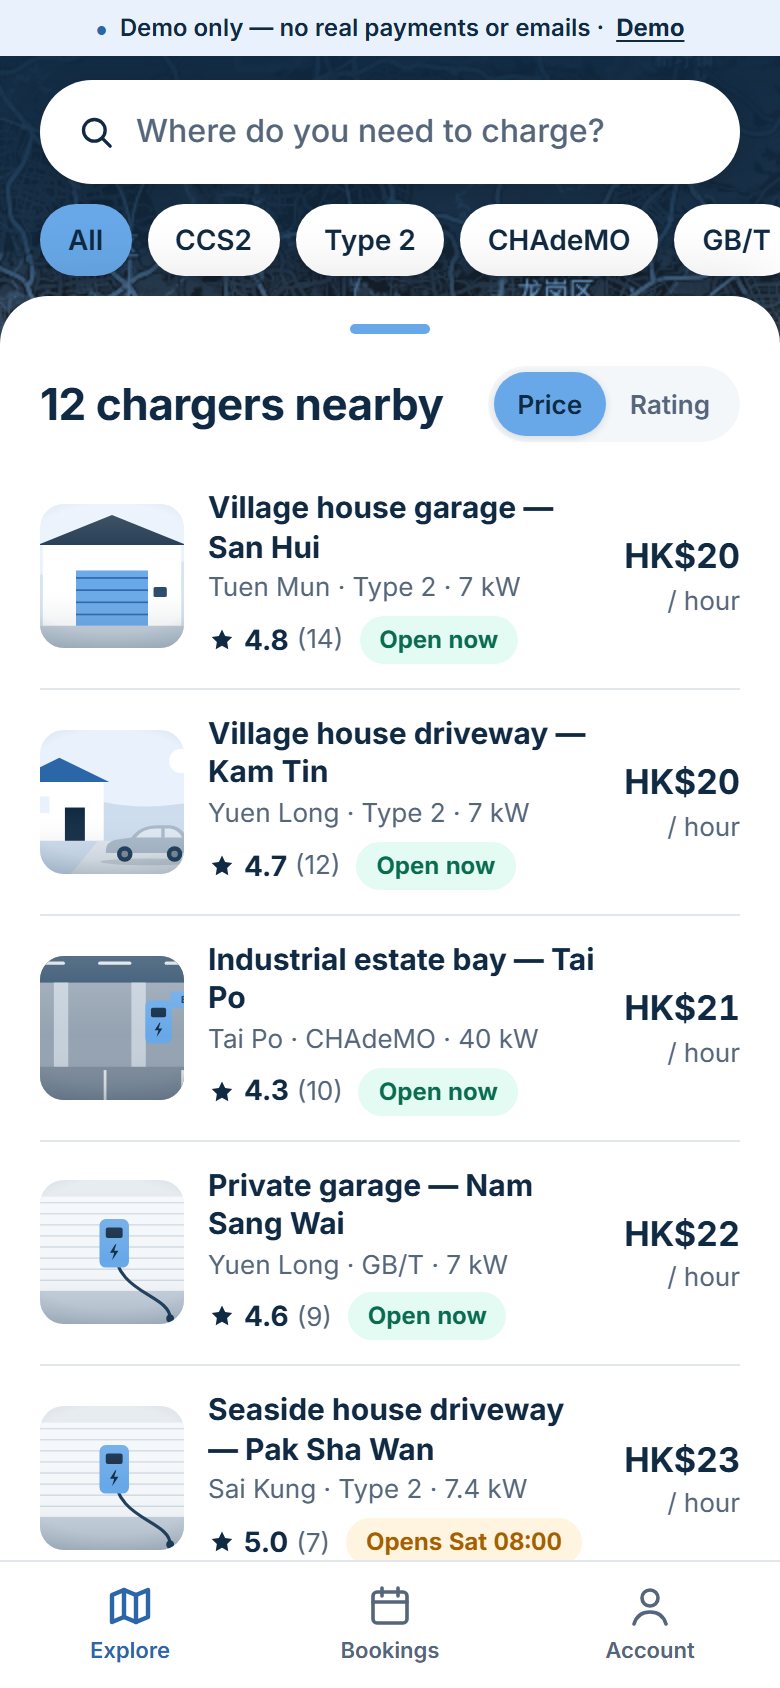 Demo only — no real payments or emails · Demo
Where do you need to charge?
All
CCS2
Type 2
CHAdeMO
GB/T
龙岗区
12 chargers nearby
Price
Rating
Village house garage —
San Hui
Tuen Mun · Type 2 · 7 kW
★ 4.8 (14)
Open now
HK$20
/ hour
Village house driveway —
Kam Tin
Yuen Long · Type 2 · 7 kW
★ 4.7 (12)
Open now
HK$20
/ hour
Industrial estate bay — Tai
Po
Tai Po · CHAdeMO · 40 kW
★ 4.3 (10)
Open now
HK$21
/ hour
Private garage — Nam
Sang Wai
Yuen Long · GB/T · 7 kW
★ 4.6 (9)
Open now
HK$22
/ hour
Seaside house driveway
— Pak Sha Wan
Sai Kung · Type 2 · 7.4 kW
★ 5.0 (7)
Opens Sat 08:00
HK$23
/ hour
Explore
Bookings
Account